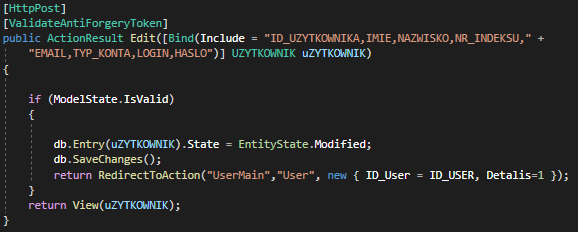 [HttpPost]
[ValidateAntiForgeryToken]
public ActionResult Edit([Bind(Include = "ID_UZYTKOWNIKA,IMIE,NAZWISKO,NR_INDEKSU," +
"EMAIL,TYP_KONTA,LOGIN,HASLO")] UZYTKOWNIK uZYTKOWNIK)
{
if (ModelState.IsValid)
{
db.Entry(uZYTKOWNIK).State = EntityState.Modified;
db.SaveChanges();
return RedirectToAction("UserMain","User", new { ID_User = ID_USER, Detalis=1 });
}
return View(uZYTKOWNIK);
}